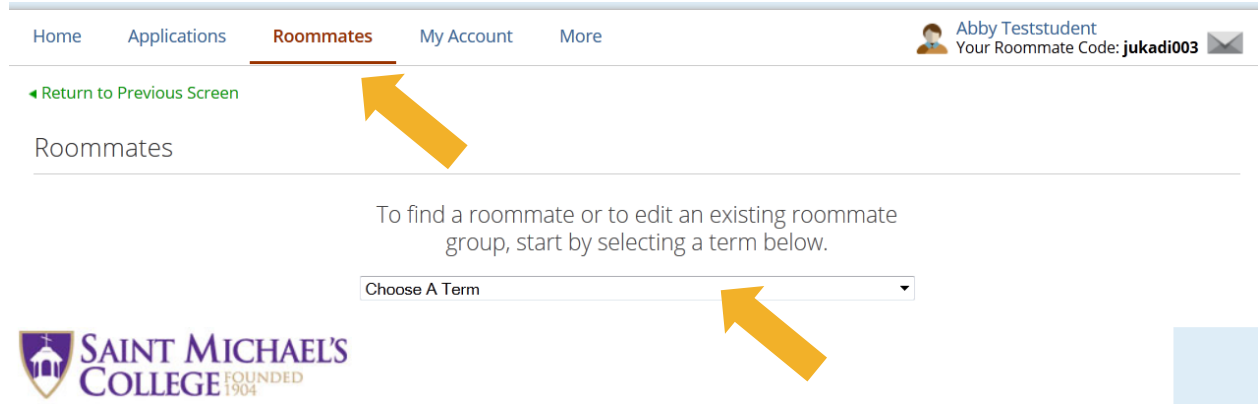 Home Applications Roommates My Account More
Abby Teststudent
Your Roommate Code: jukadi003
Return to Previous Screen
Roommates
To find a roommate or to edit an existing roommate
group, start by selecting a term below.
Choose A Term
SAINT MICHAEL'S
COLLEGE FOUNDED
1904